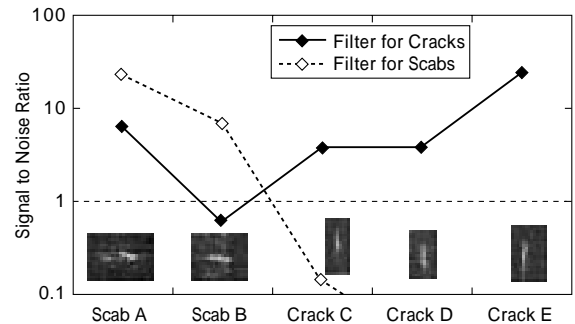 100
10
1
0.1
Signal to Noise Ratio
Filter for Cracks
Filter for Scabs
Scab A
Scab B
Crack C
Crack D
Crack E